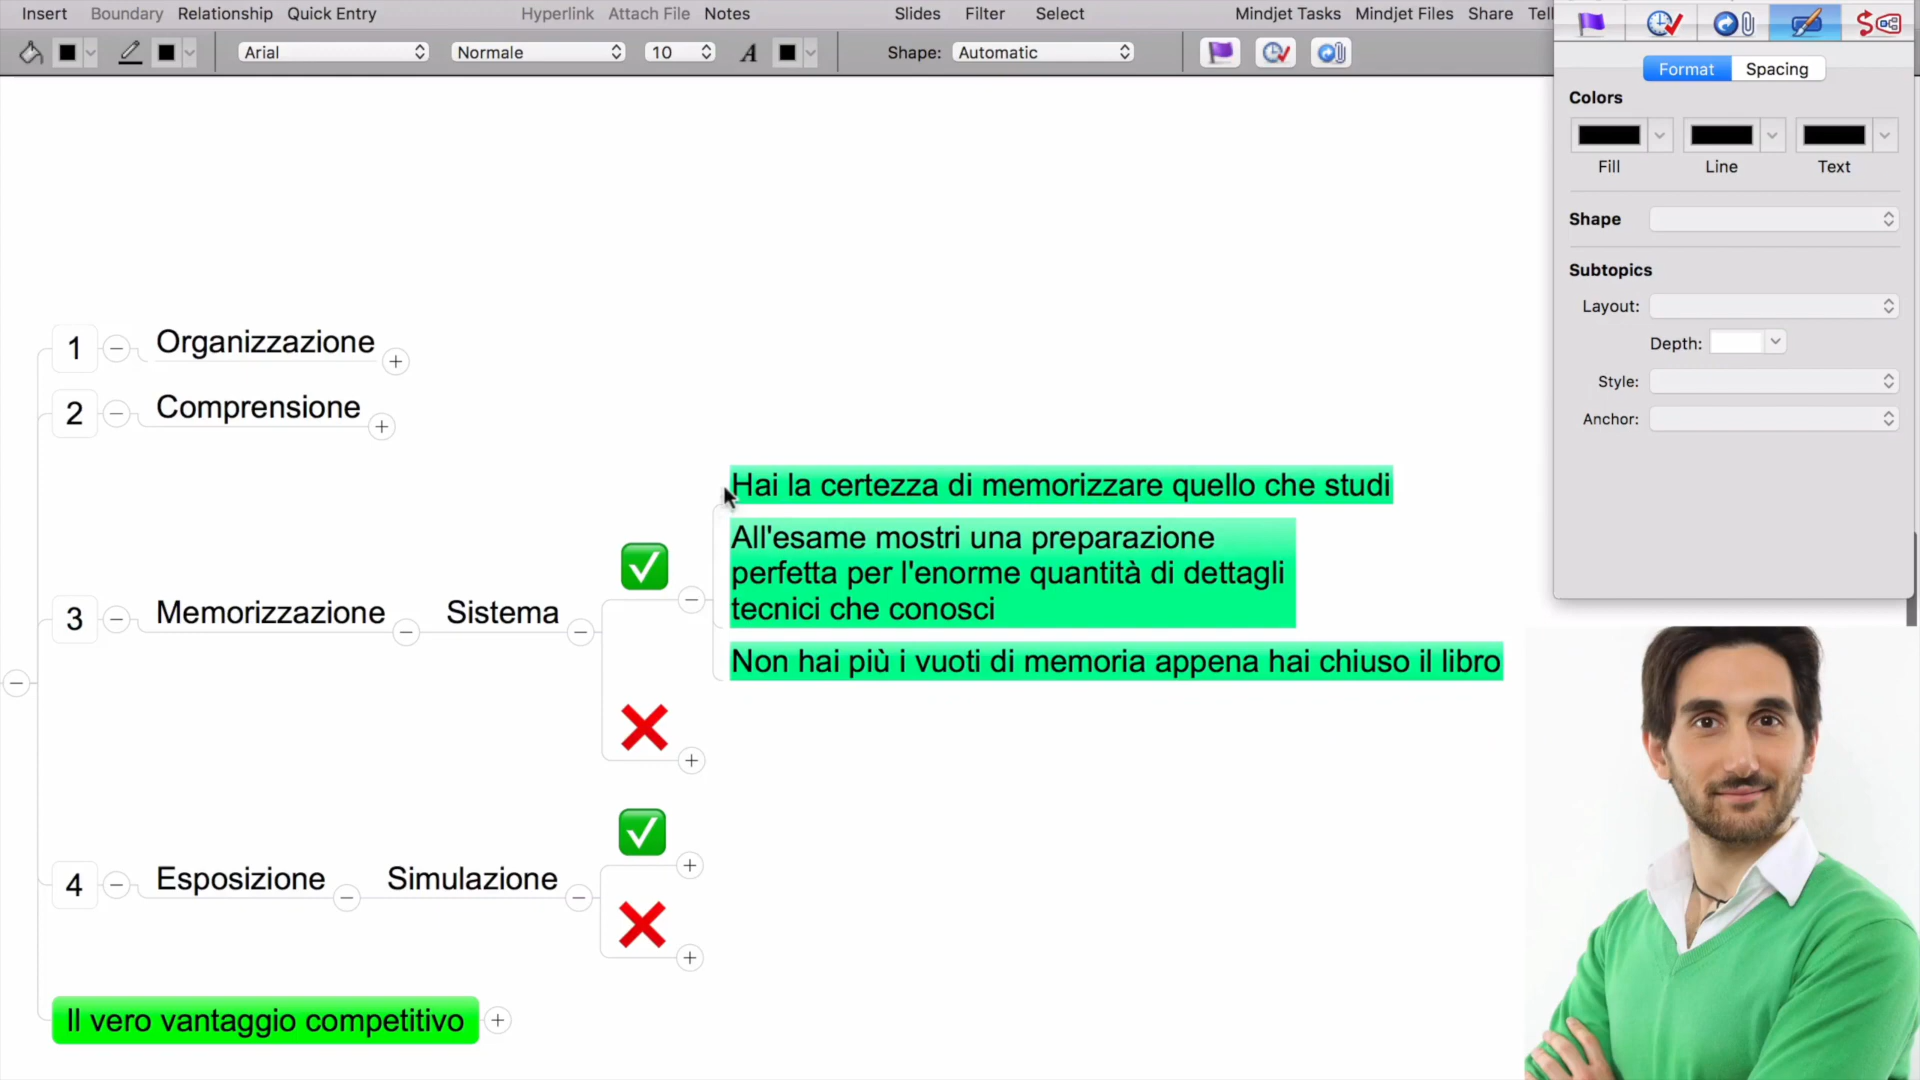 Insert Boundary Relationship Quick Entry Hyperlink Attach File Notes Slides Filter Select Mindjet Tasks Mindjet Files Share Tell
Arial Normale 10 A Shape: Automatic
Format Spacing
Colors
Fill Line Text
Shape
Subtopics
Layout:
Depth:
Style:
Anchor:
1 Organizzazione
2 Comprensione
Hai la certezza di memorizzare quello che studi
All'esame mostri una preparazione
perfetta per l'enorme quantità di dettagli
tecnici che conosci
3 Memorizzazione Sistema
Non hai più i vuoti di memoria appena hai chiuso il libro
4 Esposizione Simulazione
Il vero vantaggio competitivo